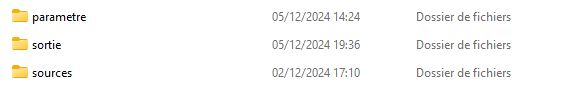 parametre 05/12/2024 14:24 Dossier de fichiers
sortie 05/12/2024 19:36 Dossier de fichiers
sources 02/12/2024 17:10 Dossier de fichiers